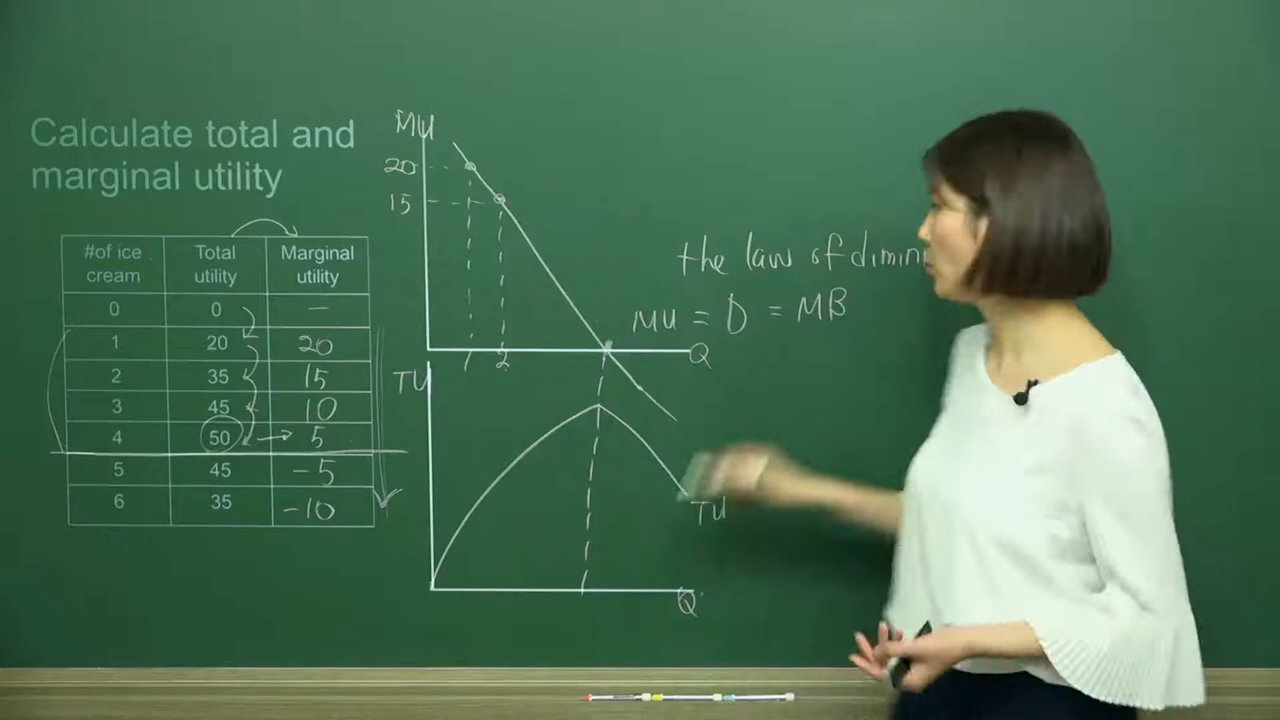 Calculate total and
marginal utility
#of ice cream Total utility Marginal utility
0 0 —
1 20 20
2 35 15
3 45 10
4 50 → 5
5 45 -5
6 35 -10
MU
20
15
1 2 Q
TU
TU
Q
the law of dimin
MU = D = MB